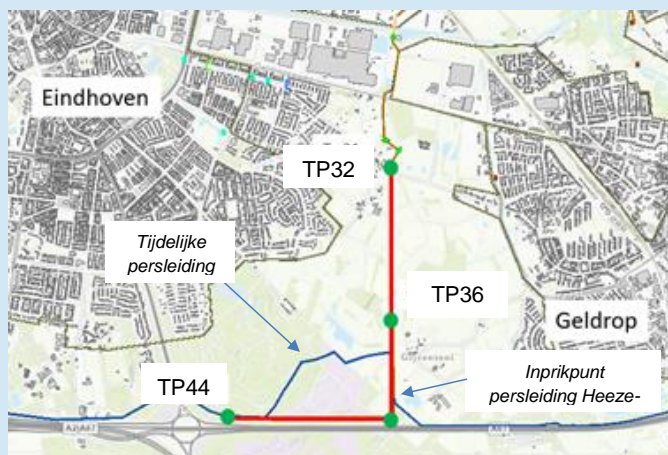 Eindhoven
TP32
Tijdelijke
persleiding
TP36
Geldrop
TP44
Inprikpunt
persleiding Heeze-